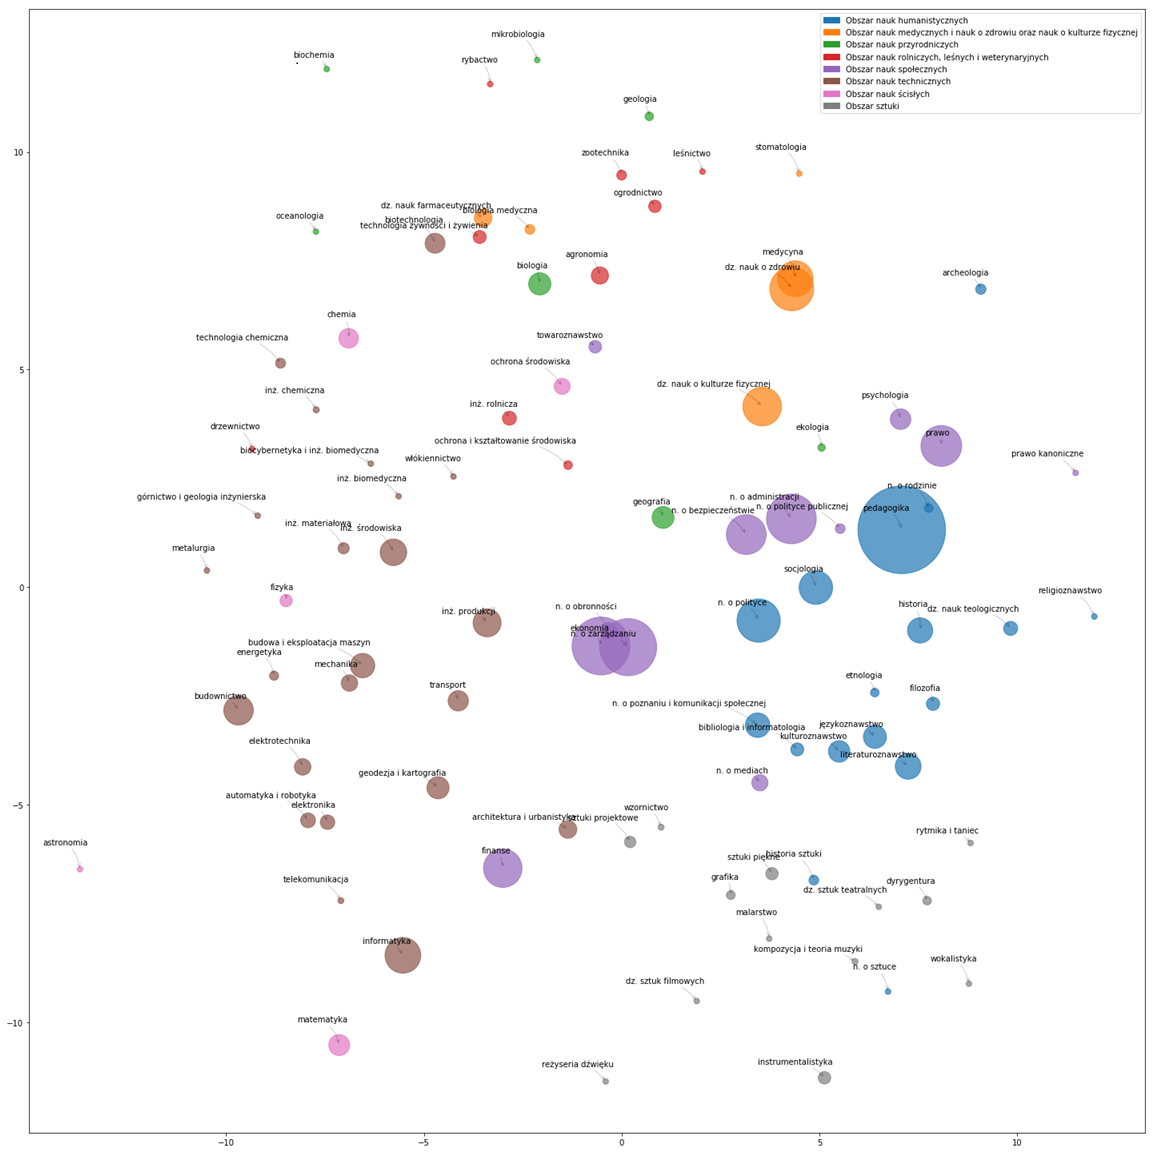 Obszar nauk humanistycznych
Obszar nauk medycznych i nauk o zdrowiu oraz nauk o kulturze fizycznej
Obszar nauk przyrodniczych
Obszar nauk rolniczych, leśnych i weterynaryjnych
Obszar nauk społecznych
Obszar nauk technicznych
Obszar nauk ścisłych
Obszar sztuki
mikrobiologia
biochemia
rybactwo
geologia
stomatologia
zootechnika
leśnictwo
ogrodnictwo
dz. nauk farmaceutycznych
biologia medyczna
oceanologia
biotechnologia
technologia żywności i żywienia
medycyna
agronomia
biologia
dz. nauk o zdrowiu
archeologia
chemia
technologia chemiczna
towaroznawstwo
ochrona środowiska
inż. chemiczna
dz. nauk o kulturze fizycznej
psychologia
inż. rolnicza
drzewnictwo
ekologia
prawo
ochrona i kształtowanie środowiska
biocybernetyka i inż. biomedyczna
włókiennictwo
prawo kanoniczne
inż. biomedyczna
n. o rodzinie
górnictwo i geologia inżynierska
n. o administracji
geografia
n. o bezpieczeństwie
n. o polityce publicznej
pedagogika
inż. materiałowa
inż. środowiska
metalurgia
socjologia
fizyka
religioznawstwo
n. o obronności
inż. produkcji
n. o polityce
historia
dz. nauk teologicznych
ekonomia
n. o zarządzaniu
budowa i eksploatacja maszyn
energetyka
mechanika
etnologia
transport
filozofia
budownictwo
n. o poznaniu i komunikacji społecznej
bibliologia i informatologia
językoznawstwo
kulturoznawstwo
elektrotechnika
literaturoznawstwo
geodezja i kartografia
n. o mediach
automatyka i robotyka
elektronika
wzornictwo
architektura i urbanistyka
sztuki projektowe
rytmika i taniec
astronomia
finanse
sztuki piękne
historia sztuki
telekomunikacja
grafika
dyrygentura
dz. sztuk teatralnych
malarstwo
informatyka
kompozycja i teoria muzyki
wokalistyka
n. o sztuce
dz. sztuk filmowych
matematyka
reżyseria dźwięku
instrumentalistyka
10
5
0
−5
−10
−10
−5
0
5
10